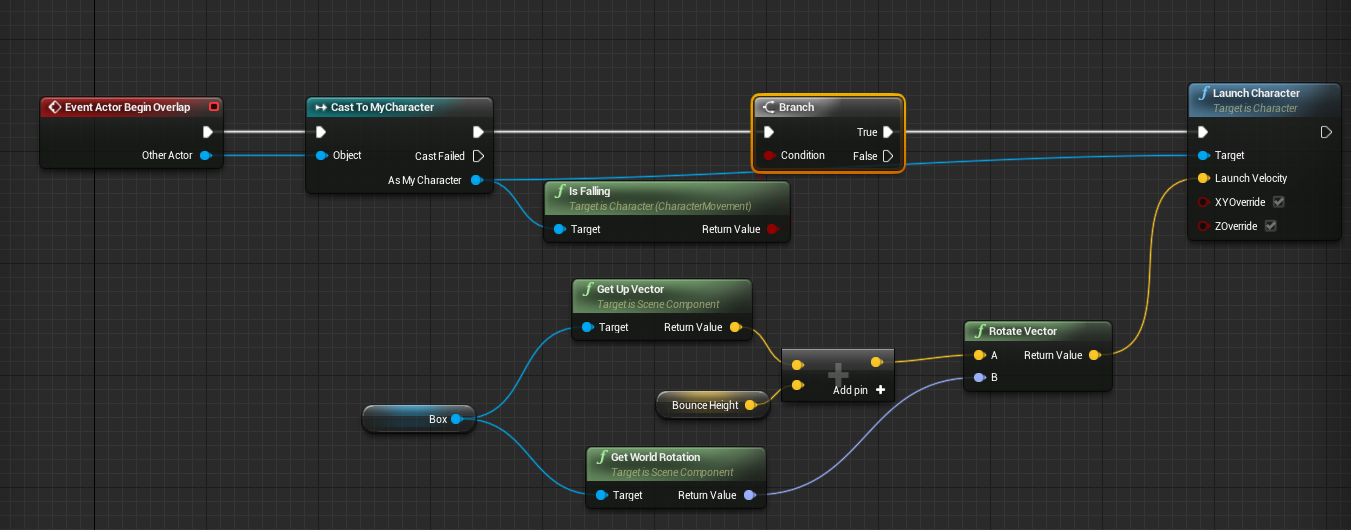 Event Actor Begin Overlap
Other Actor
Cast To MyCharacter
Object
Cast Failed
As My Character
Branch
True
Condition
False
Launch Character
Target is Character
Target
Launch Velocity
XYOverride
ZOverride
f Is Falling
Target is Character (CharacterMovement)
Target
Return Value
f Get Up Vector
Target is Scene Component
Target
Return Value
Bounce Height
Add pin
f Rotate Vector
A
Return Value
B
Box
f Get World Rotation
Target is Scene Component
Target
Return Value